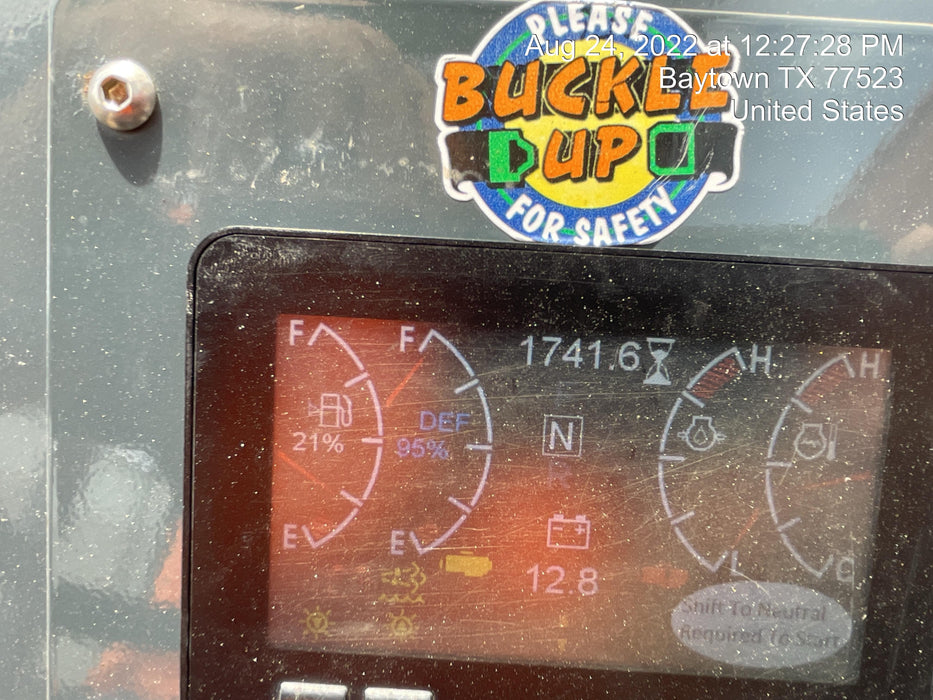 PLEASE
BUCKLE
UP
FOR SAFETY
Aug 24, 2022 at 12:27:28 PM
Baytown TX 77523
United States
F
F
1741.6
H
H
21%
DEF
95%
N
E
E
12.8
L
C
Shift To Neutral
Required To Start